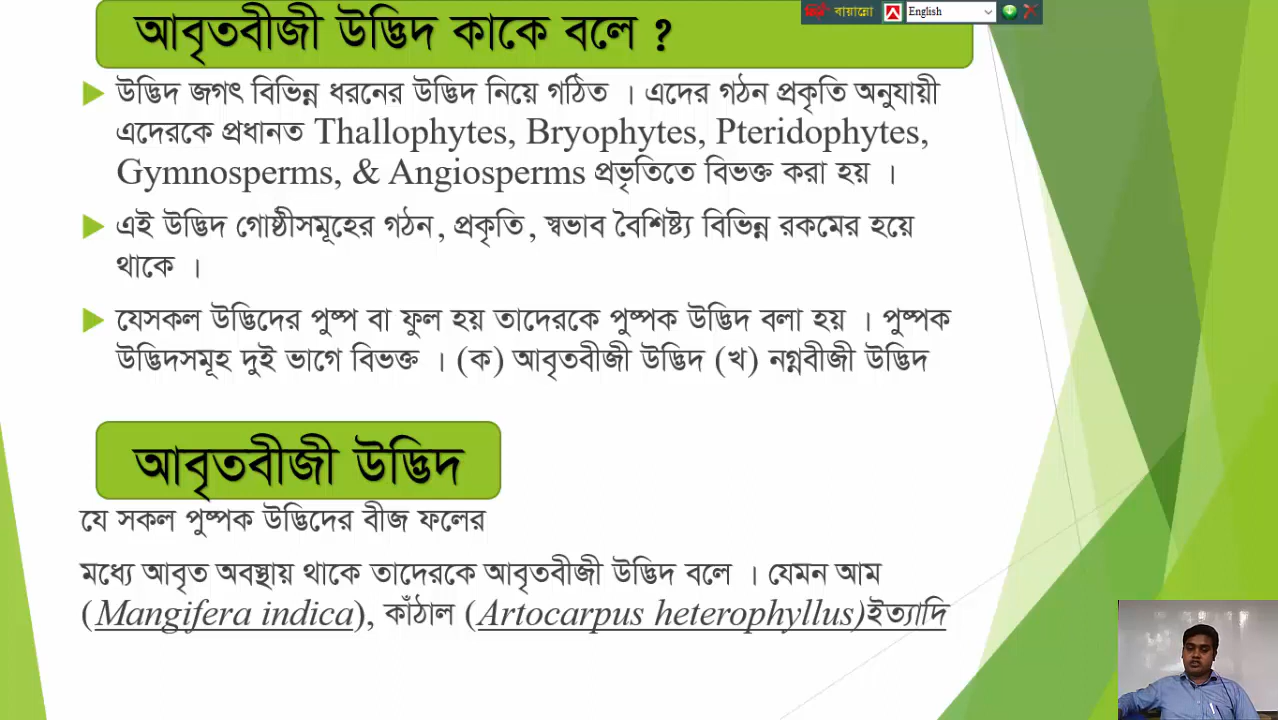 আবৃতবীজী উদ্ভিদ কাকে বলে ?
বায়ান্নো English
উদ্ভিদ জগৎ বিভিন্ন ধরনের উদ্ভিদ নিয়ে গঠিত । এদের গঠন প্রকৃতি অনুযায়ী
এদেরকে প্রধানত Thallophytes, Bryophytes, Pteridophytes,
Gymnosperms, & Angiosperms প্রভৃতিতে বিভক্ত করা হয় ।
এই উদ্ভিদ গোষ্ঠীসমূহের গঠন, প্রকৃতি, স্বভাব বৈশিষ্ট্য বিভিন্ন রকমের হয়ে
থাকে ।
যেসকল উদ্ভিদের পুষ্প বা ফুল হয় তাদেরকে পুষ্পক উদ্ভিদ বলা হয় । পুষ্পক
উদ্ভিদসমূহ দুই ভাগে বিভক্ত । (ক) আবৃতবীজী উদ্ভিদ (খ) নগ্নবীজী উদ্ভিদ
আবৃতবীজী উদ্ভিদ
যে সকল পুষ্পক উদ্ভিদের বীজ ফলের
মধ্যে আবৃত অবস্থায় থাকে তাদেরকে আবৃতবীজী উদ্ভিদ বলে । যেমন আম
(Mangifera indica), কাঁঠাল (Artocarpus heterophyllus)ইত্যাদি